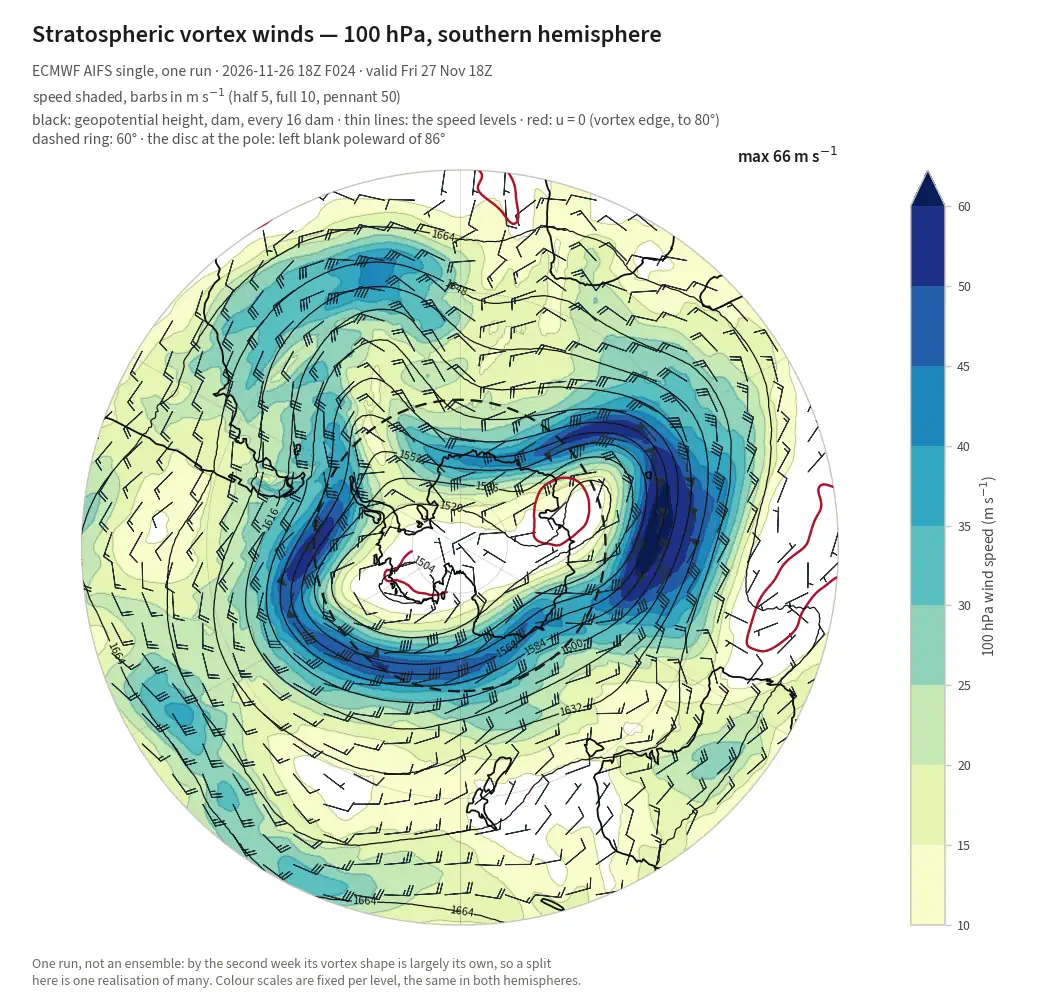 Stratospheric vortex winds — 100 hPa, southern hemisphere
ECMWF AIFS single, one run · 2026-11-26 18Z F024 · valid Fri 27 Nov 18Z
speed shaded, barbs in m s⁻¹ (half 5, full 10, pennant 50)
black: geopotential height, dam, every 16 dam · thin lines: the speed levels · red: u = 0 (vortex edge, to 80°)
dashed ring: 60° · the disc at the pole: left blank poleward of 86°
max 66 m s⁻¹
60
50
45
40
35
30
25
20
15
10
100 hPa wind speed (m s⁻¹)
1664
1648
1552
1536
1520
1616
1504
1568
1584
1600
1664
1632
1664
1664
One run, not an ensemble: by the second week its vortex shape is largely its own, so a split
here is one realisation of many. Colour scales are fixed per level, the same in both hemispheres.